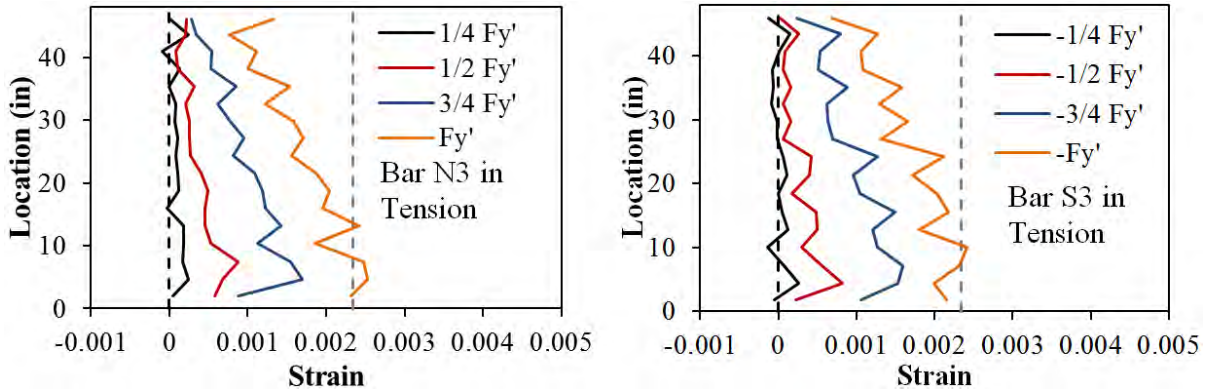 1/4 Fy'
1/2 Fy'
3/4 Fy'
Fy'
Bar N3 in
Tension
Location (in)
40
30
20
10
0
-0.001 0 0.001 0.002 0.003 0.004 0.005
Strain
-1/4 Fy'
-1/2 Fy'
-3/4 Fy'
-Fy'
Bar S3 in
Tension
Location (in)
40
30
20
10
0
-0.001 0 0.001 0.002 0.003 0.004 0.005
Strain